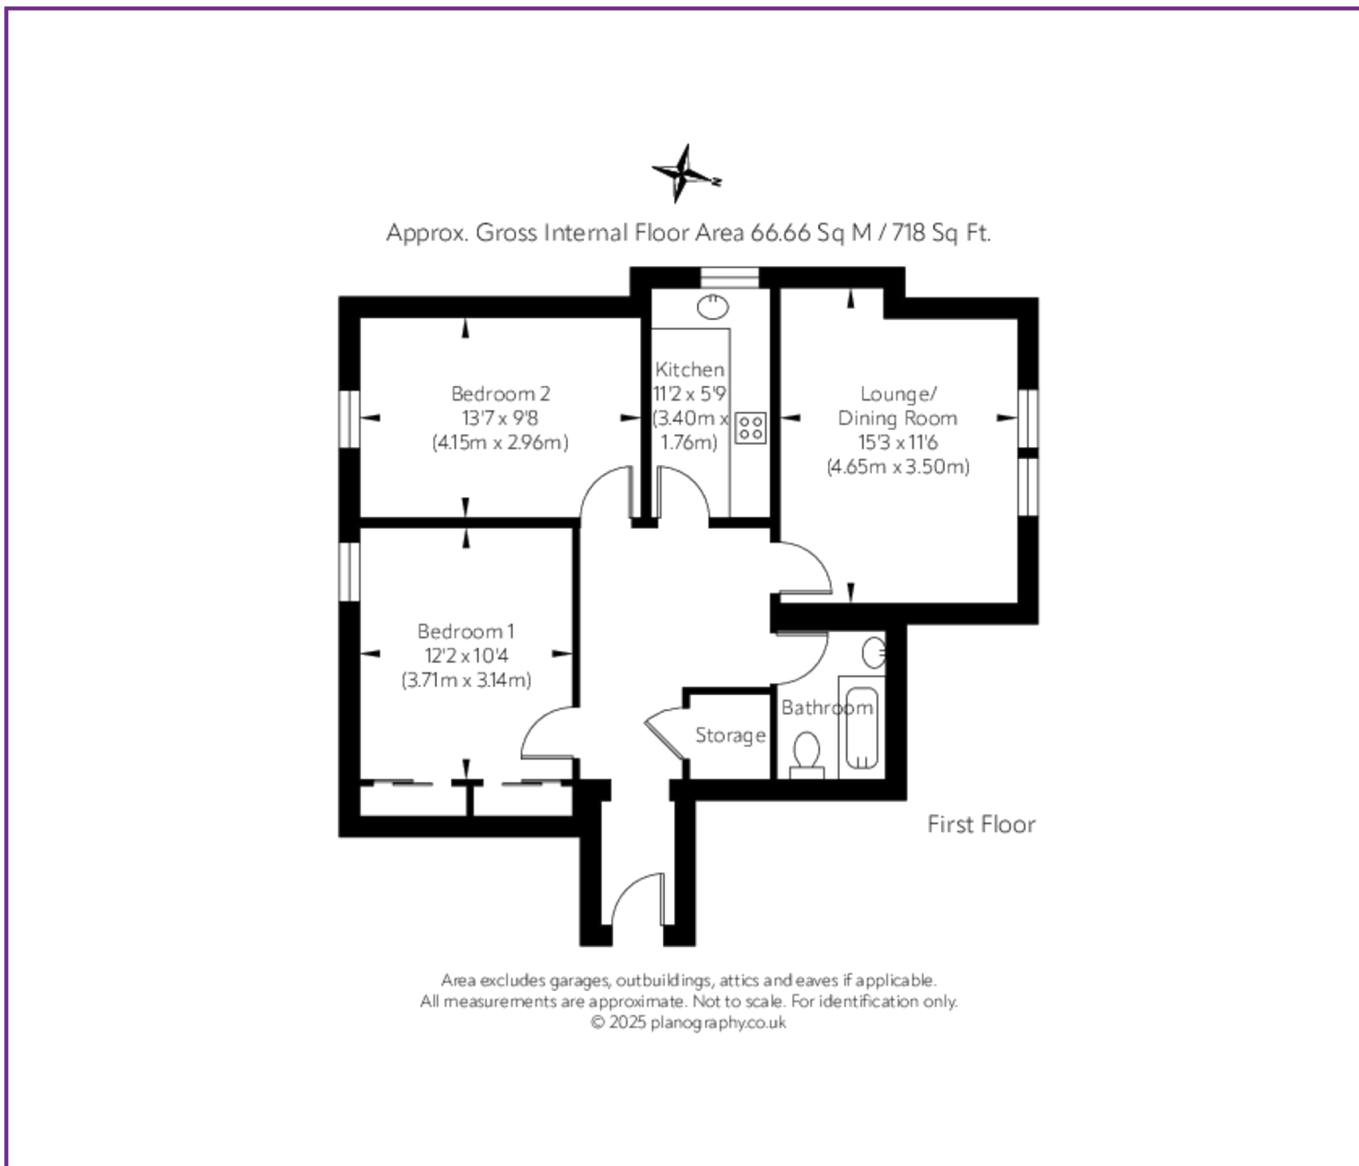 N
Approx. Gross Internal Floor Area 66.66 Sq M / 718 Sq Ft.
Bedroom 2
13'7 x 9'8
(4.15m x 2.96m)
Kitchen
11'2 x 5'9
(3.40m x
1.76m)
Lounge/
Dining Room
15'3 x 11'6
(4.65m x 3.50m)
Bedroom 1
12'2 x 10'4
(3.71m x 3.14m)
Bathroom
Storage
First Floor
Area excludes garages, outbuildings, attics and eaves if applicable.
All measurements are approximate. Not to scale. For identification only.
© 2025 planography.co.uk